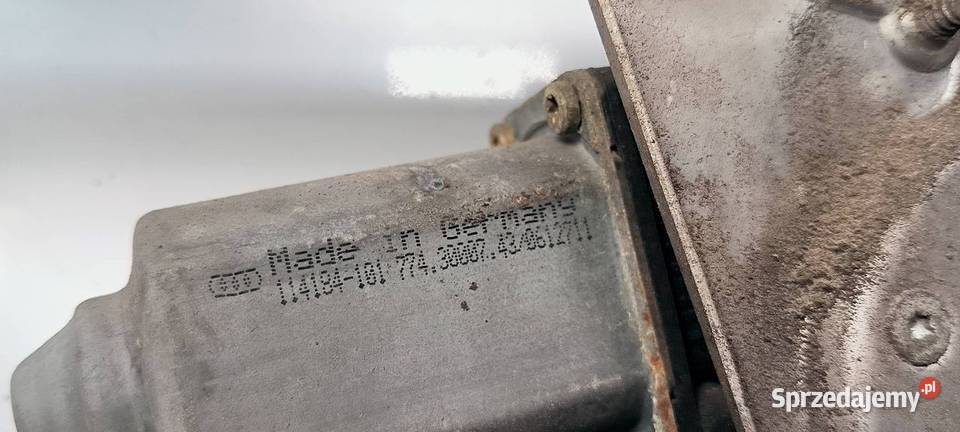 Made in Germany
114184-101 774.30007.43/0612711
Sprzedajemy.pl